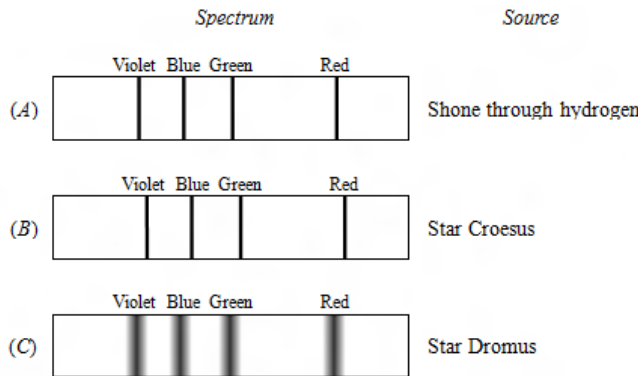 Spectrum Source
Violet Blue Green Red
(A) Shone through hydrogen
Violet Blue Green Red
(B) Star Croesus
Violet Blue Green Red
(C) Star Dromus